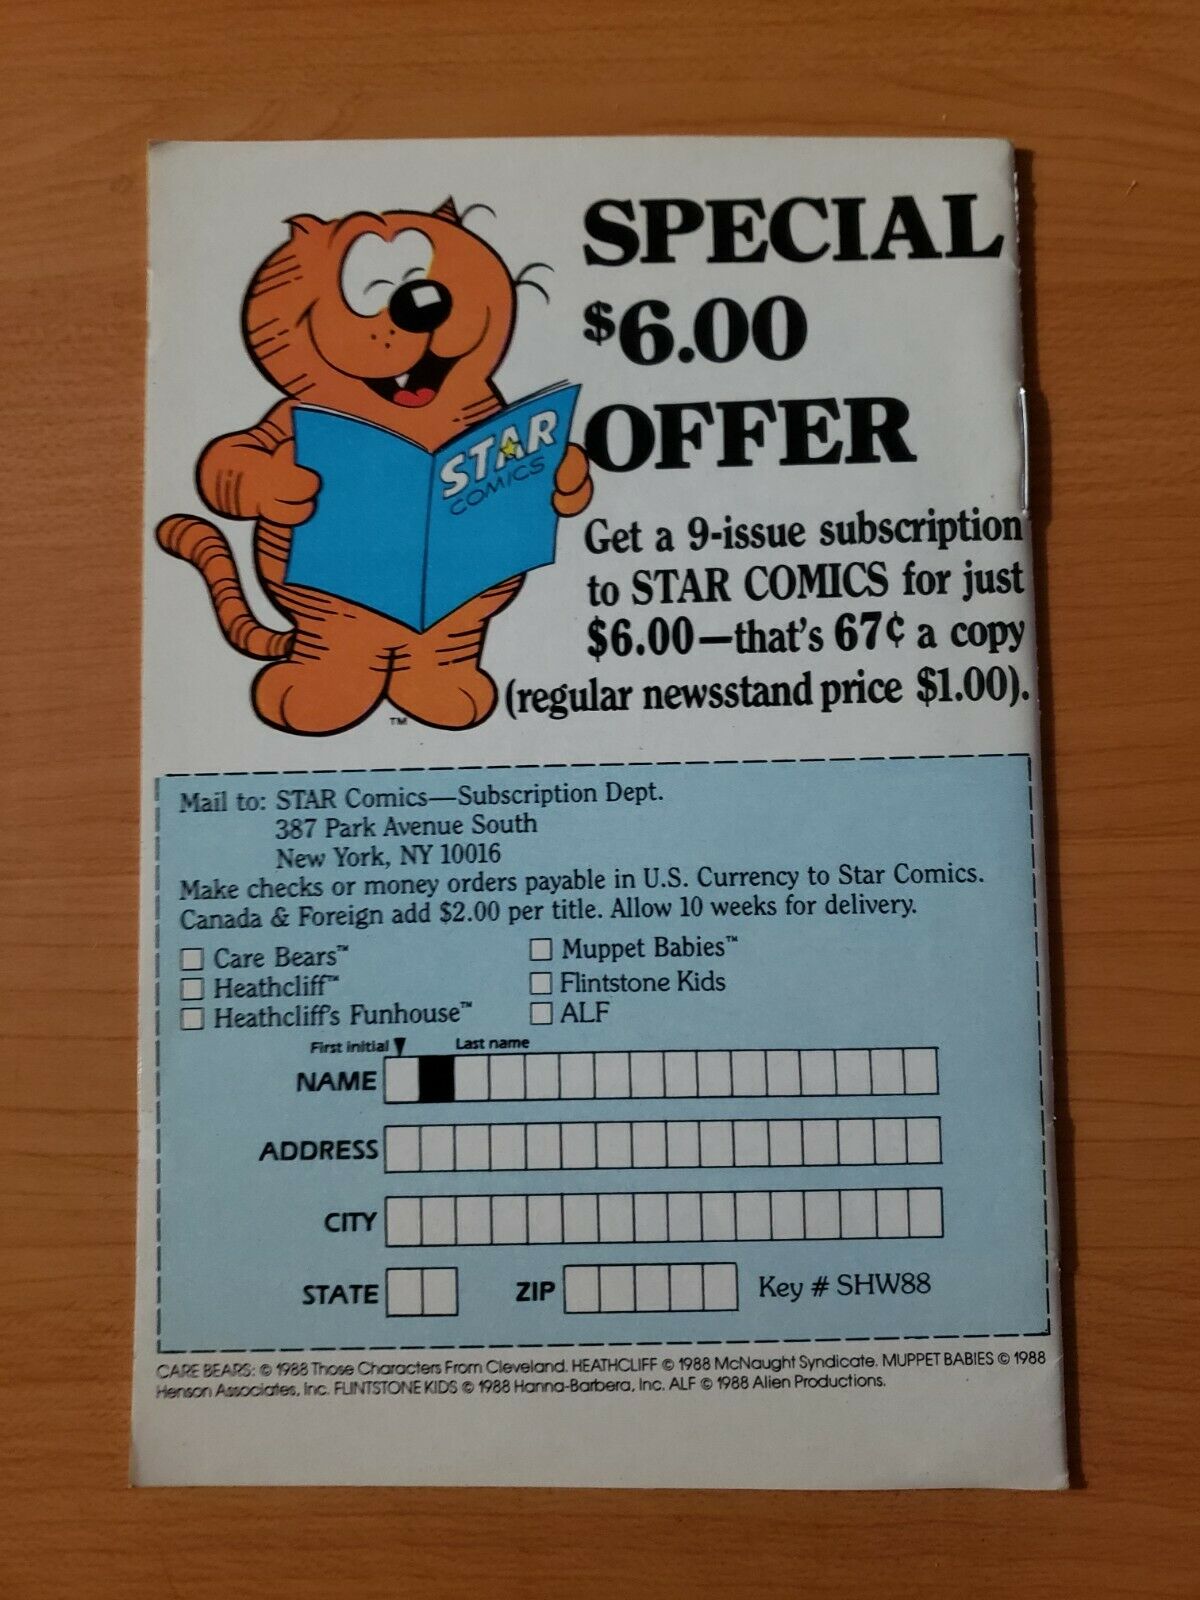 SPECIAL
$6.00
OFFER
STAR
COMICS
Get a 9-issue subscription
to STAR COMICS for just
$6.00—that's 67¢ a copy
(regular newsstand price $1.00).
TM
Mail to: STAR Comics—Subscription Dept.
387 Park Avenue South
New York, NY 10016
Make checks or money orders payable in U.S. Currency to Star Comics.
Canada & Foreign add $2.00 per title. Allow 10 weeks for delivery.
Care Bears™
Heathcliff™
Heathcliff's Funhouse™
Muppet Babies™
Flintstone Kids
ALF
First initial Last name
NAME
ADDRESS
CITY
STATE ZIP Key # SHW88
CARE BEARS: © 1988 Those Characters From Cleveland. HEATHCLIFF © 1988 McNaught Syndicate. MUPPET BABIES © 1988
Henson Associates, Inc. FLINTSTONE KIDS © 1988 Hanna-Barbera, Inc. ALF © 1988 Alien Productions.